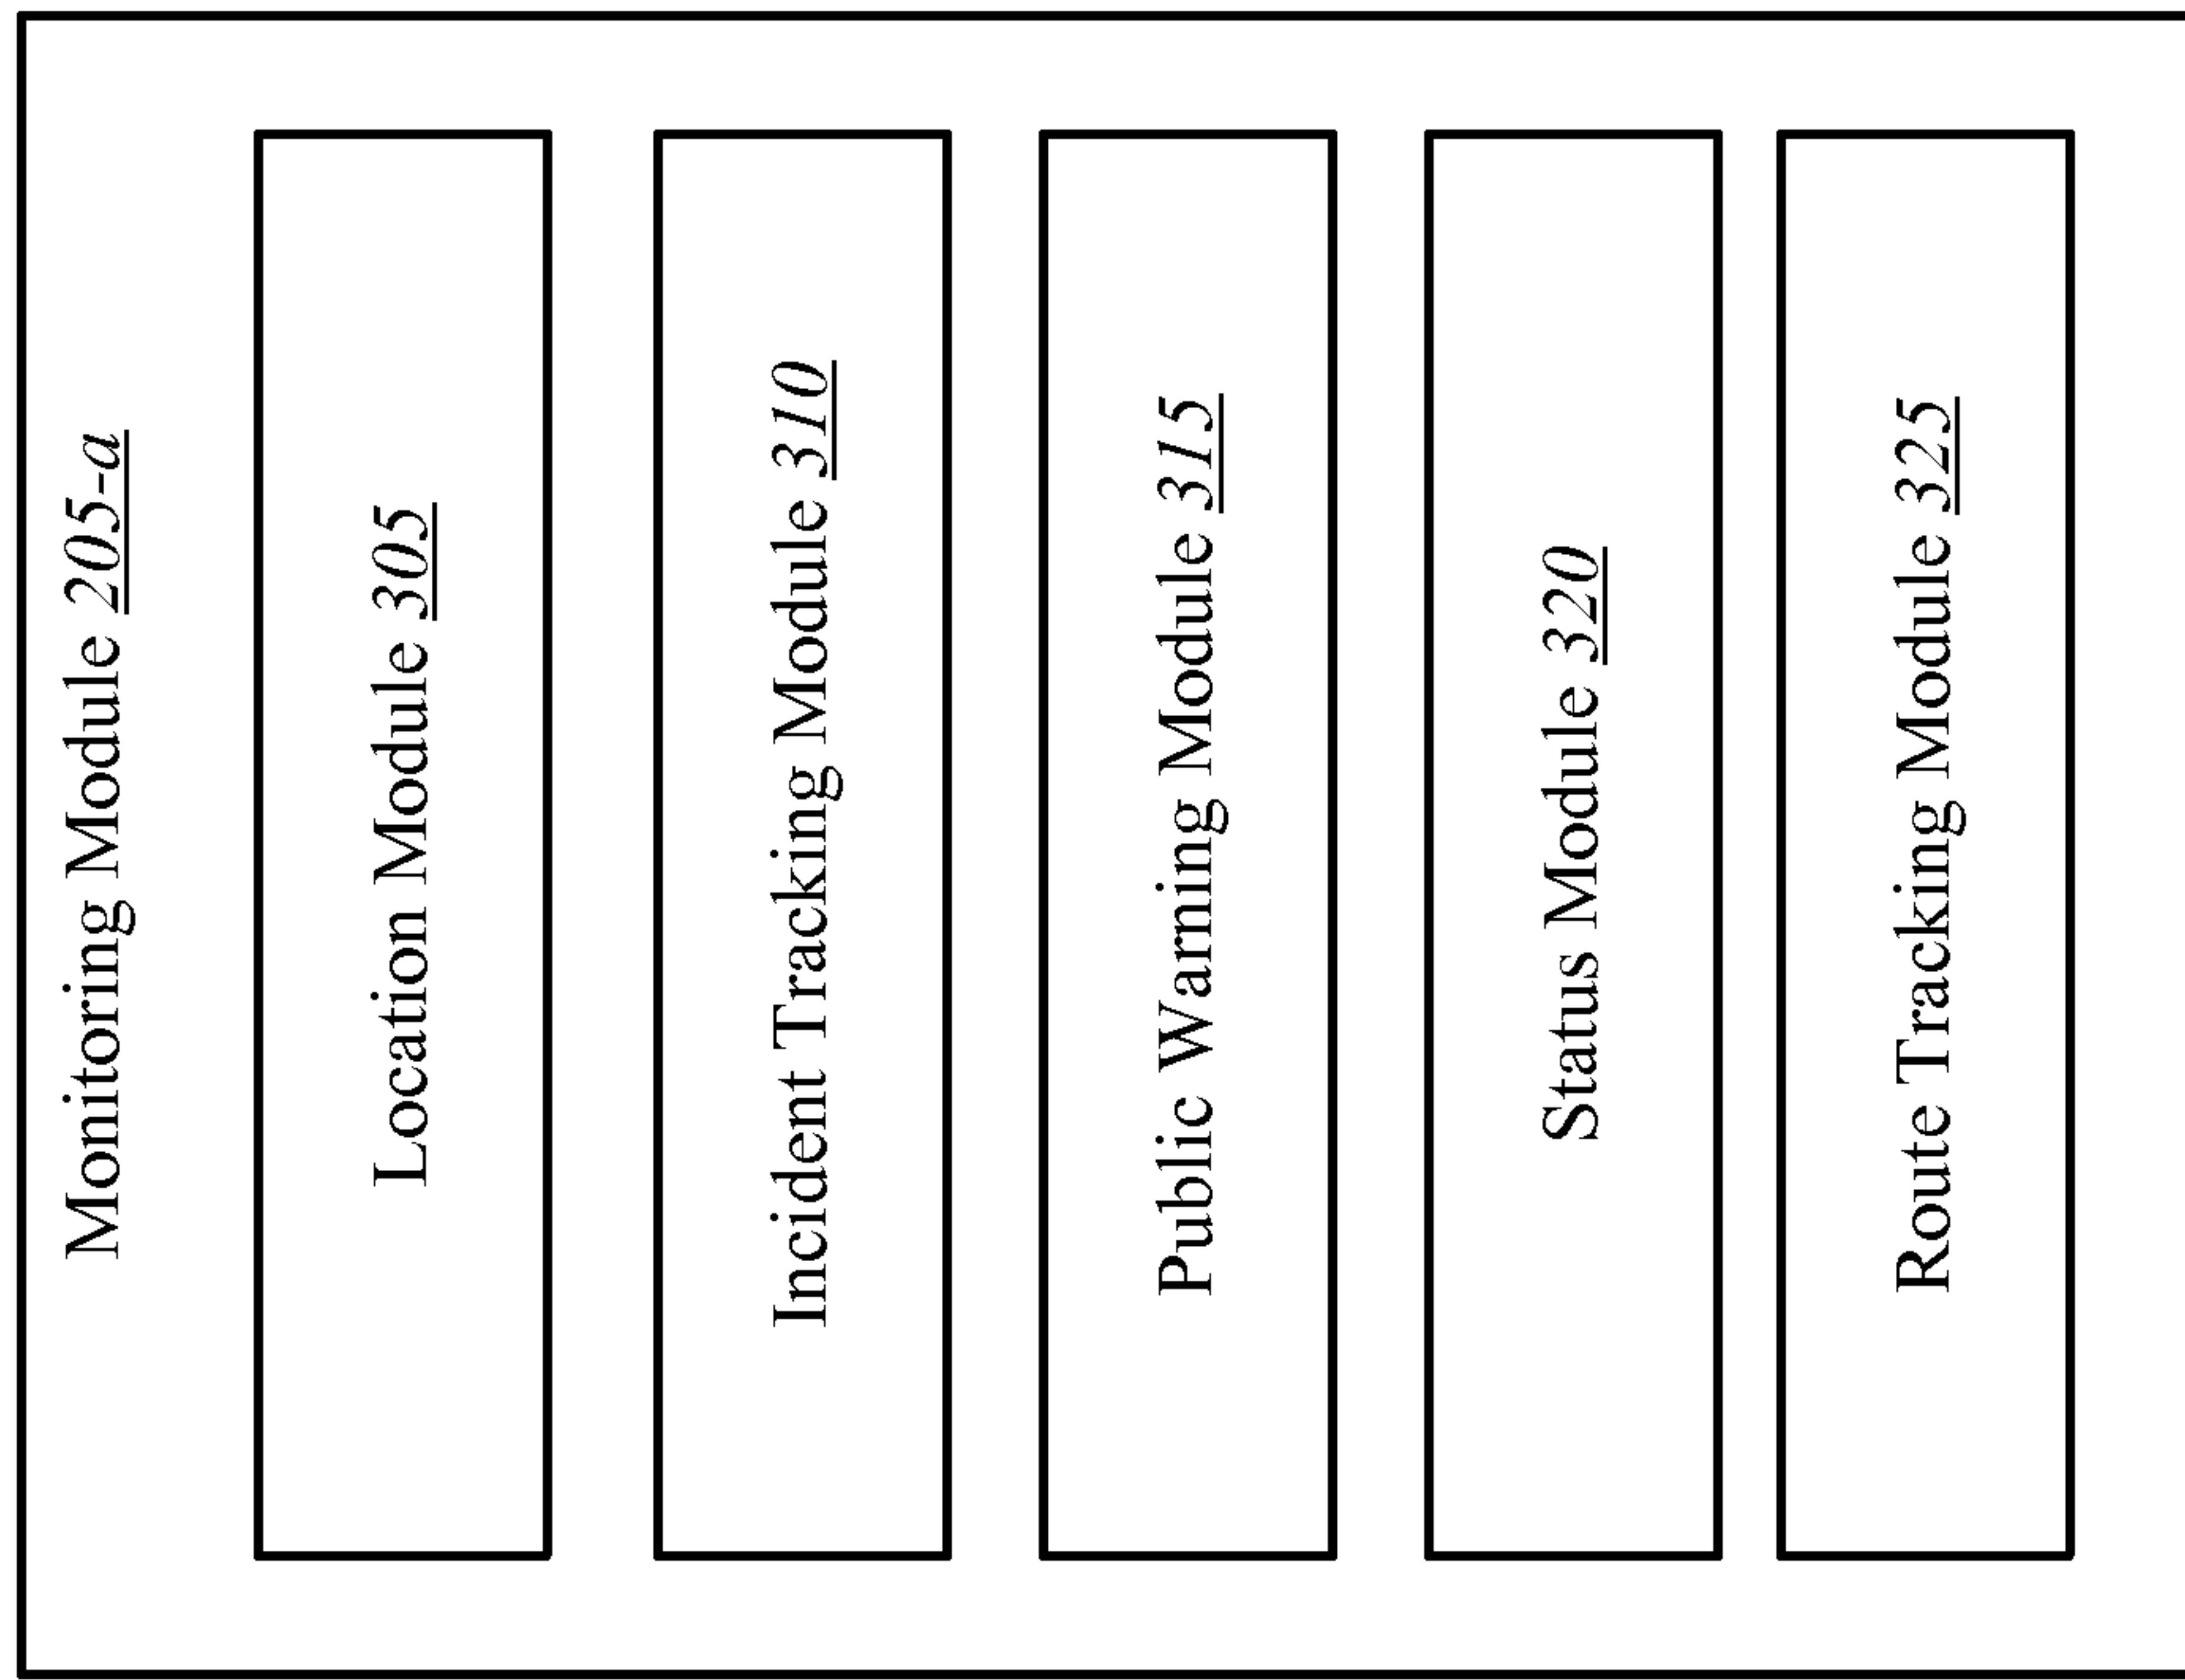 Monitoring Module 205-a
Location Module 305
Incident Tracking Module 310
Public Warning Module 315
Status Module 320
Route Tracking Module 325